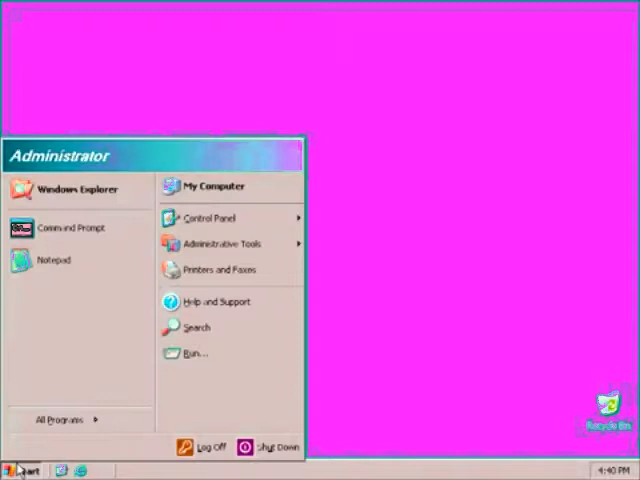 Administrator
Windows Explorer
Command Prompt
Notepad
All Programs
My Computer
Control Panel
Administrative Tools
Printers and Faxes
Help and Support
Search
Run...
Log Off
Shut Down
Recycle Bin
Start
4:40 PM